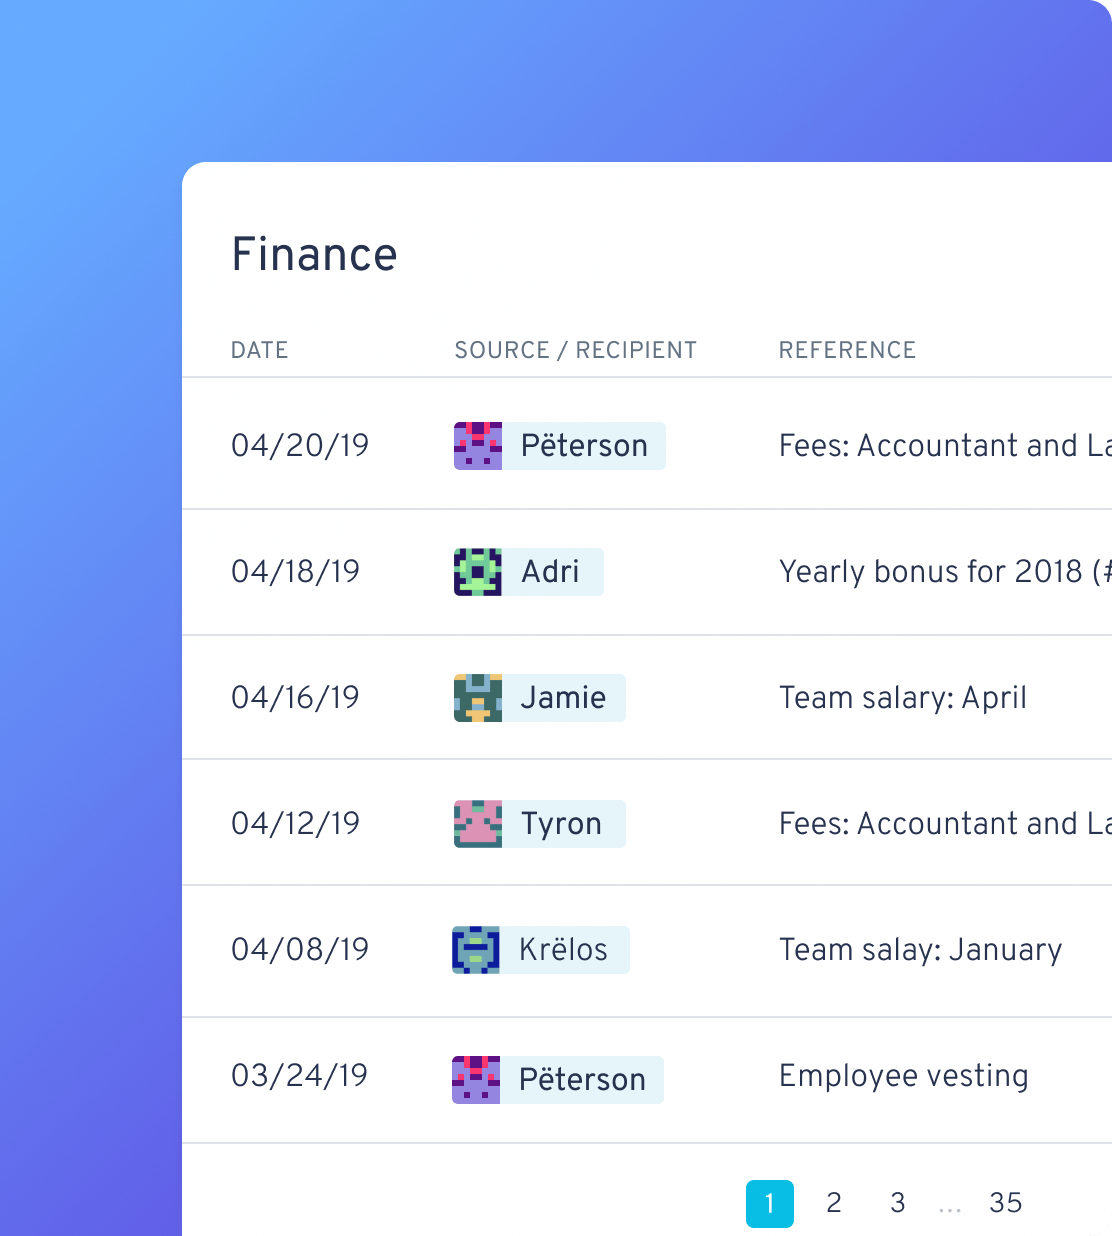 Finance
DATE SOURCE / RECIPIENT REFERENCE
04/20/19 Pëterson Fees: Accountant and
04/18/19 Adri Yearly bonus for 2018 (#
04/16/19 Jamie Team salary: April
04/12/19 Tyron Fees: Accountant and
04/08/19 Krëlos Team salay: January
03/24/19 Pëterson Employee vesting
1 2 3 ... 35